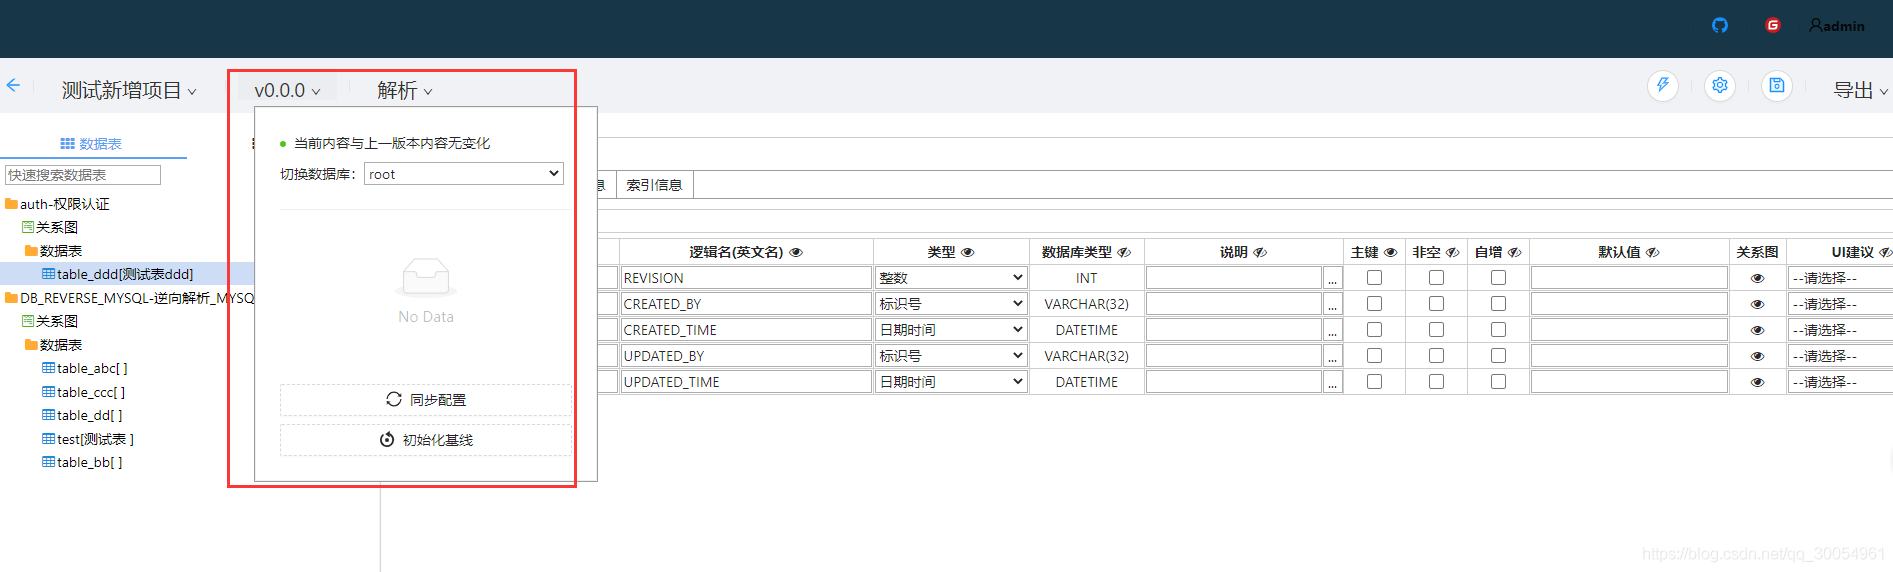 admin
测试新增项目
v0.0.0
解析
导出
数据表
当前内容与上一版本内容无变化
快速搜索数据表
切换数据库：
root
息
索引信息
auth-权限认证
关系图
数据表
table_ddd[测试表ddd]
DB_REVERSE_MYSQL-逆向解析_MYSQ
关系图
数据表
table_abc[ ]
table_ccc[ ]
table_dd[ ]
test[测试表 ]
table_bb[ ]
No Data
同步配置
初始化基线
逻辑名(英文名) 类型 数据库类型 说明 主键 非空 自增 默认值 关系图 UI建议
REVISION 整数 INT ... --请选择--
CREATED_BY 标识号 VARCHAR(32) ... --请选择--
CREATED_TIME 日期时间 DATETIME ... --请选择--
UPDATED_BY 标识号 VARCHAR(32) ... --请选择--
UPDATED_TIME 日期时间 DATETIME ... --请选择--
https://blog.csdn.net/qq_30054961